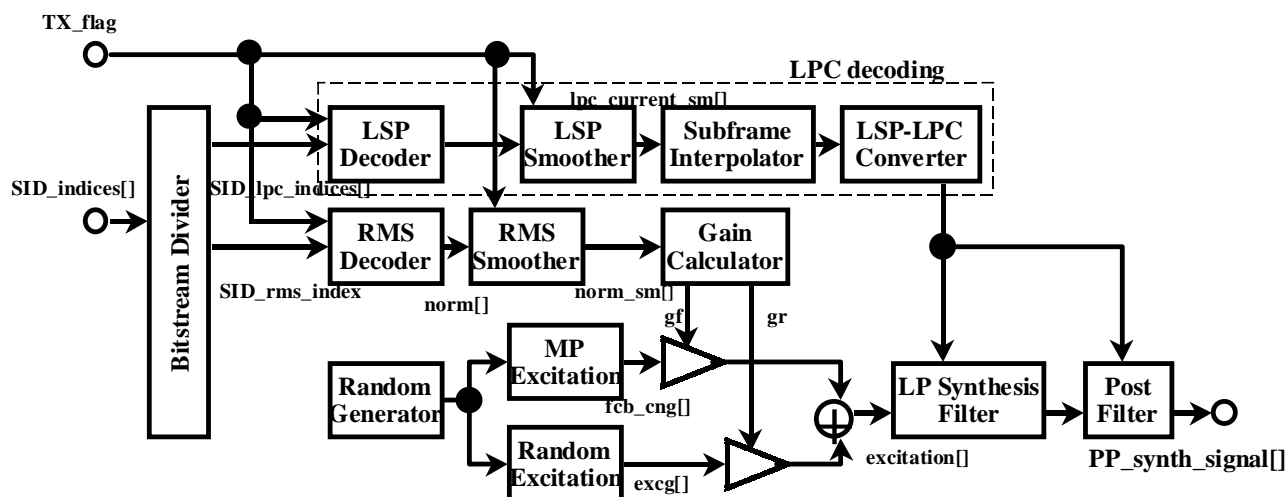 TX_flag
LPC decoding
lpc_current_sm[]
LSP
Decoder
LSP
Smoother
Subframe
Interpolator
LSP-LPC
Converter
SID_indices[]
Bitstream Divider
SID_lpc_indices[]
RMS
Decoder
RMS
Smoother
Gain
Calculator
SID_rms_index
norm[]
norm_sm[]
gf
gr
Random
Generator
MP
Excitation
fcb_cng[]
LP Synthesis
Filter
Post
Filter
Random
Excitation
excg[]
excitation[]
PP_synth_signal[]